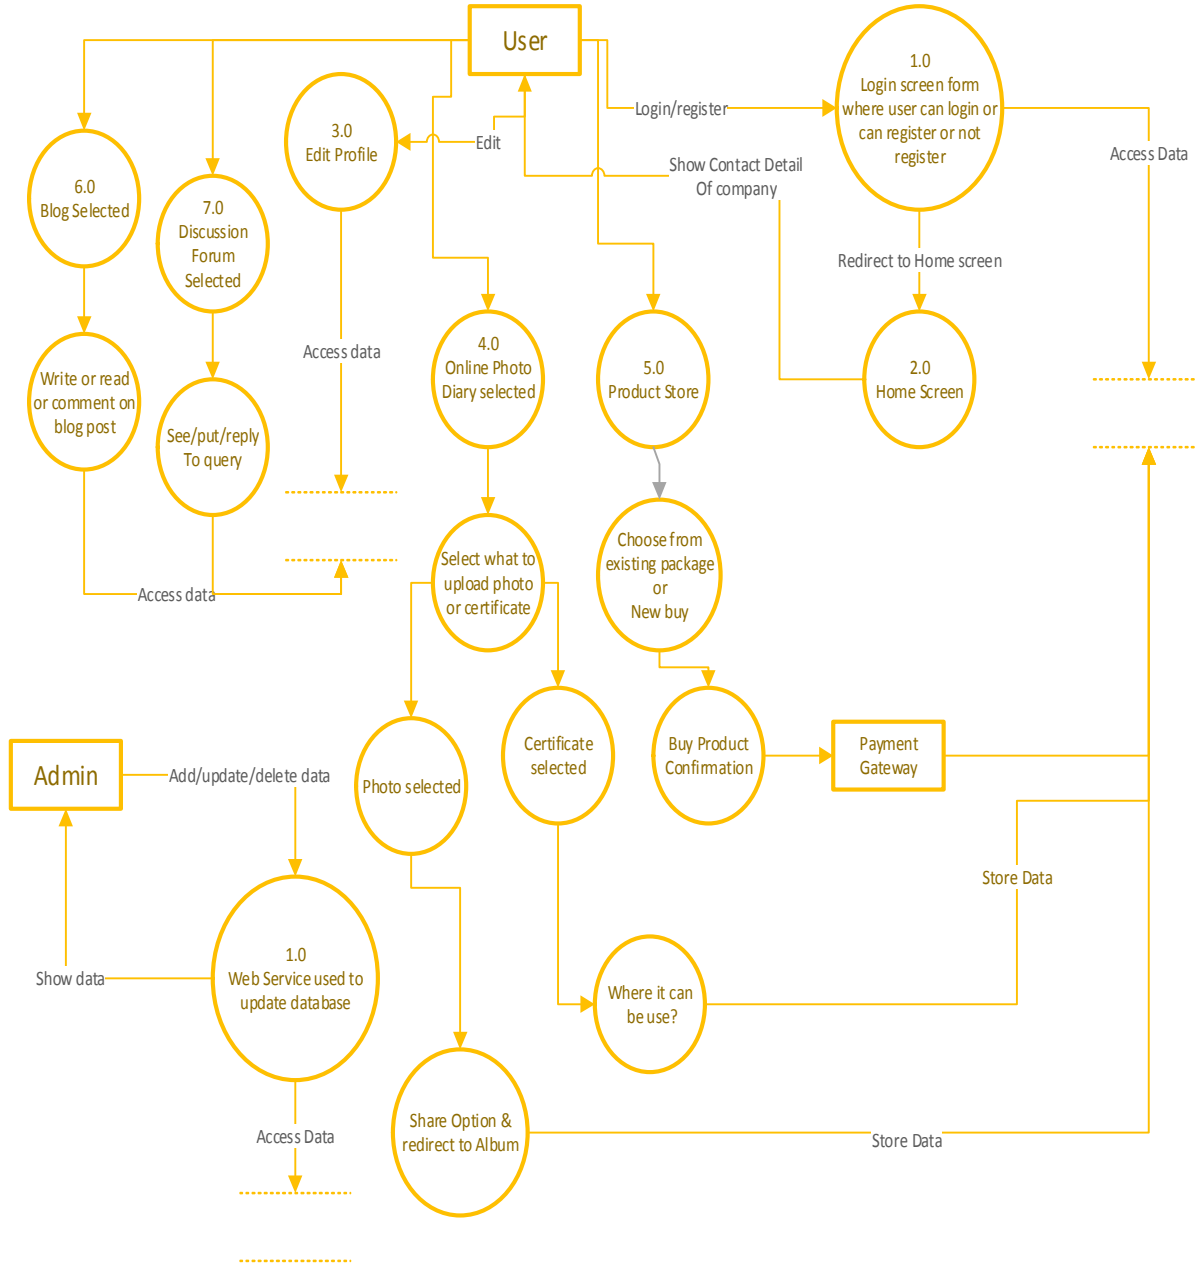 User
1.0
Login screen form
where user can login or
can register or not
register
Login/register
3.0
Edit Profile
Edit
Show Contact Detail
Of company
Access Data
6.0
Blog Selected
7.0
Discussion
Forum
Selected
Redirect to Home screen
Access data
4.0
Online Photo
Diary selected
5.0
Product Store
2.0
Home Screen
Write or read
or comment on
blog post
See/put/reply
To query
Select what to
upload photo
or certificate
Choose from
existing package
or
New buy
Access data
Admin
Add/update/delete data
Photo selected
Certificate
selected
Buy Product
Confirmation
Payment
Gateway
Store Data
1.0
Web Service used to
update database
Show data
Where it can
be use?
Share Option &
redirect to Album
Access Data
Store Data